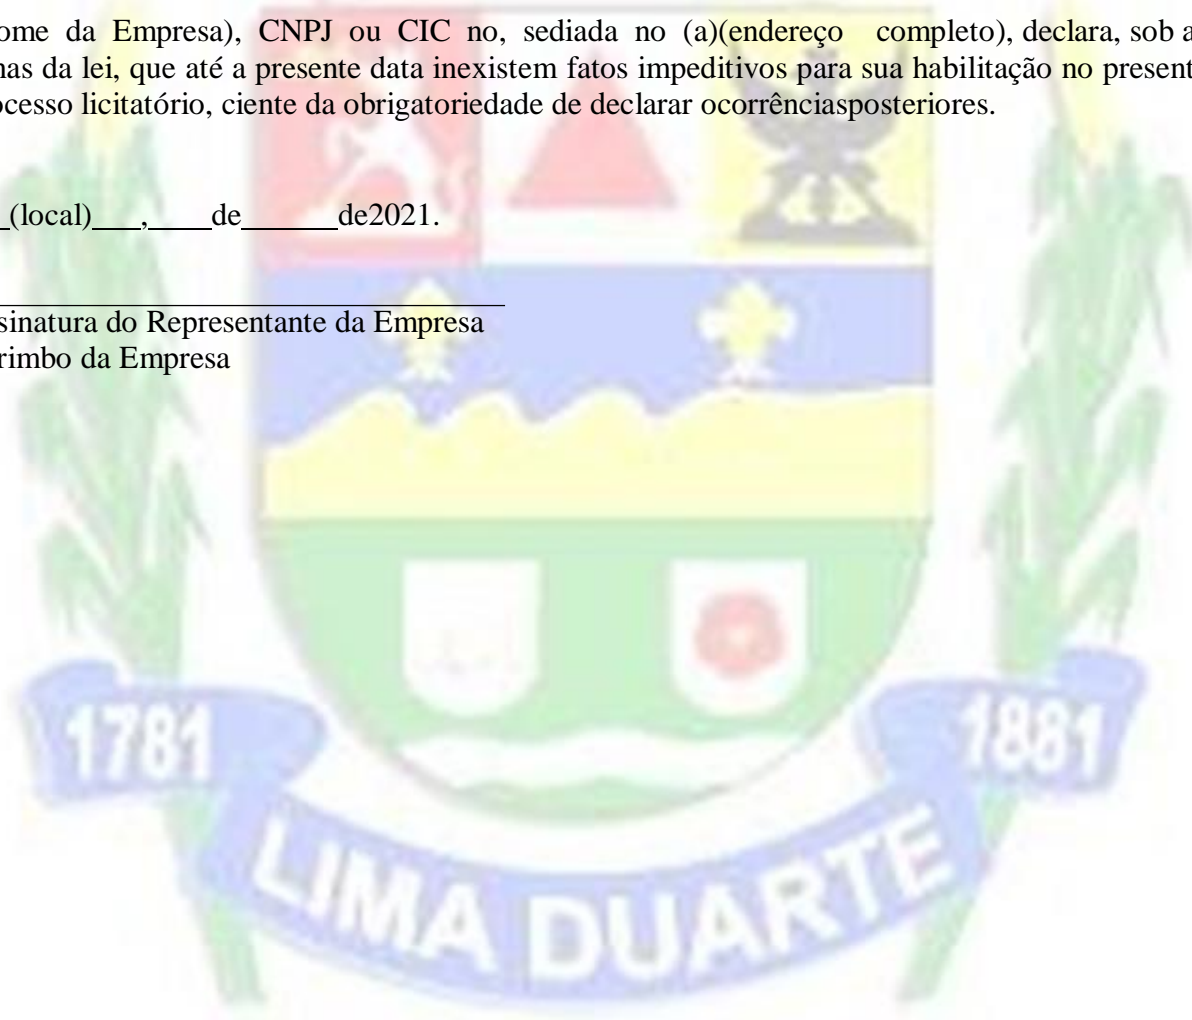 ome da Empresa), CNPJ ou CIC no, sediada no (a)(endereço completo), declara, sob a
nas da lei, que até a presente data inexistem fatos impeditivos para sua habilitação no present
ocesso licitatório, ciente da obrigatoriedade de declarar ocorrênciasposteriores.
_(local)___,____de______de2021.
sinatura do Representante da Empresa
rimbo da Empresa
1781
1881
LIMA DUARTE